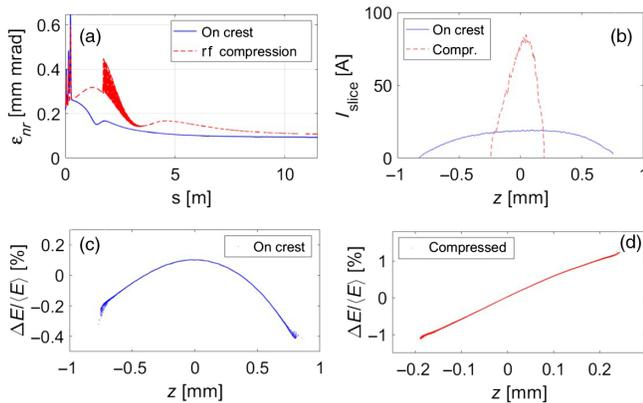 (a)
On crest
rf compression
0.6
0.4
0.2
0
ε_nr [mm mrad]
0
5
10
s [m]
(b)
On crest
Compr.
100
50
0
I_slice [A]
−1
−0.5
0
0.5
1
z [mm]
(c)
On crest
0.2
0
−0.2
−0.4
ΔE/⟨E⟩ [%]
−1
−0.5
0
0.5
1
z [mm]
(d)
Compressed
1
0
−1
ΔE/⟨E⟩ [%]
−0.2
−0.1
0
0.1
0.2
z [mm]